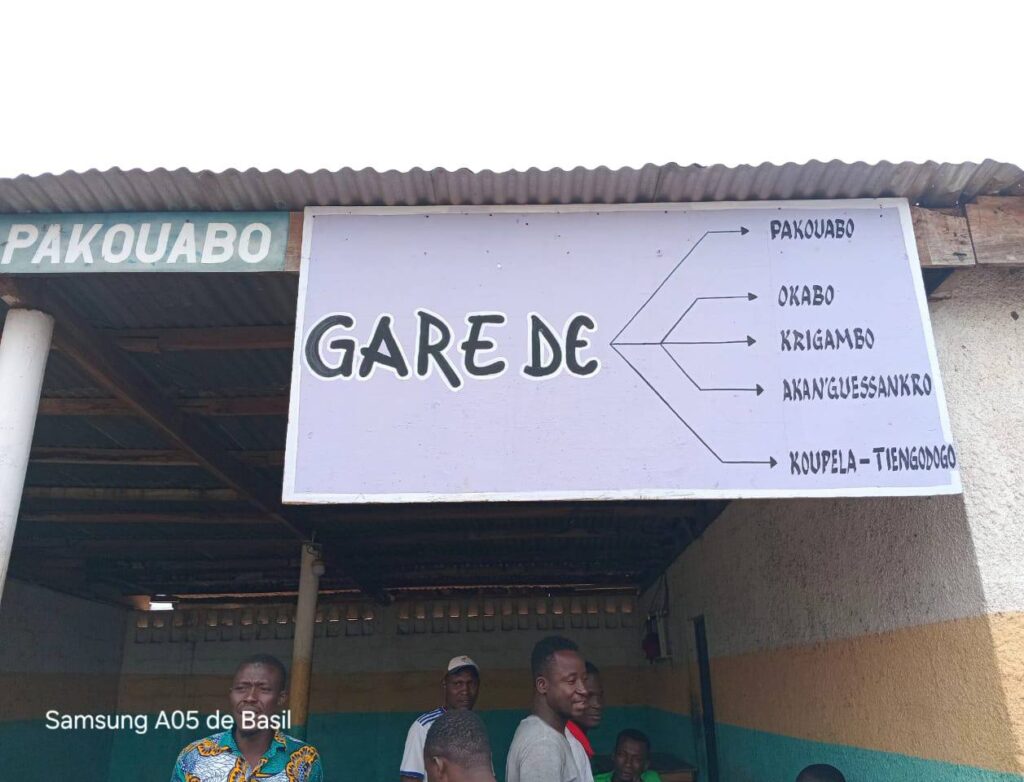 PAKOUABO
GARE DE
PAKOUABO
OKABO
KRIGAMBO
AKAN'GUESSANKRO
KOUPELA - TIENGODOGO
Samsung A05 de Basil